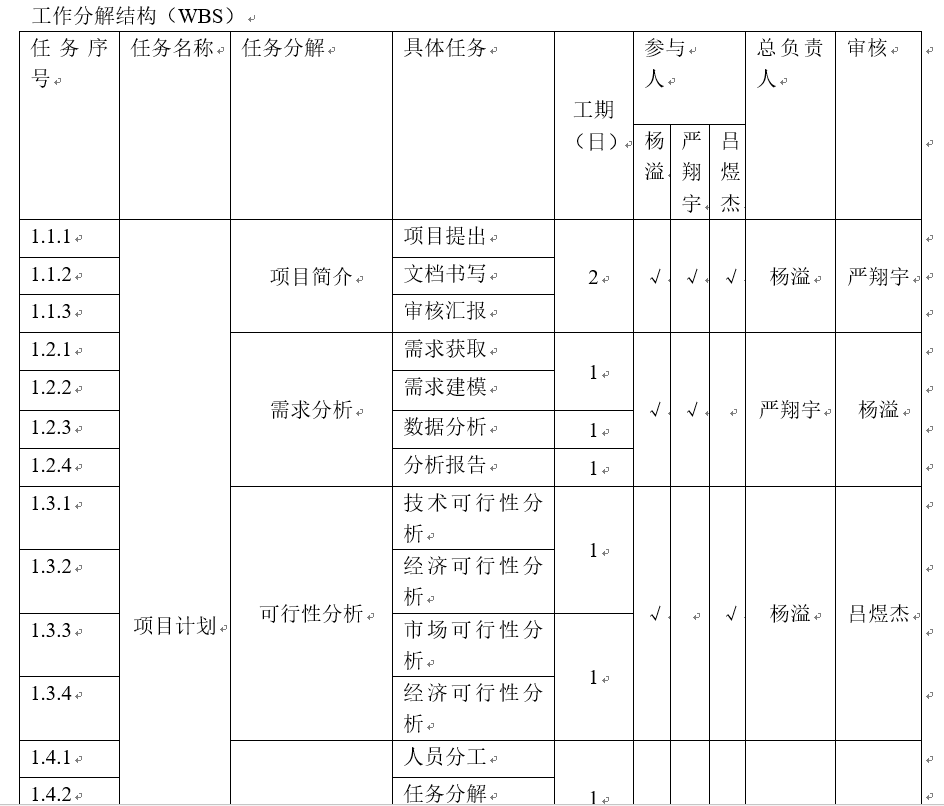 工作分解结构（WBS）
任务序号 任务名称 任务分解 具体任务 工期（日） 参与人 总负责人 审核
杨溢 严翔宇 吕煜杰
1.1.1 项目提出
1.1.2 项目简介 文档书写 2 √ √ √ 杨溢 严翔宇
1.1.3 审核汇报
1.2.1 需求获取
1.2.2 需求建模 1
需求分析 √ √ 严翔宇 杨溢
1.2.3 数据分析 1
1.2.4 分析报告 1
1.3.1 技术可行性分析
1
1.3.2 经济可行性分析
项目计划 可行性分析 √ √ 杨溢 吕煜杰
1.3.3 市场可行性分析
1
1.3.4 经济可行性分析
1.4.1 人员分工
1.4.2 任务分解 1